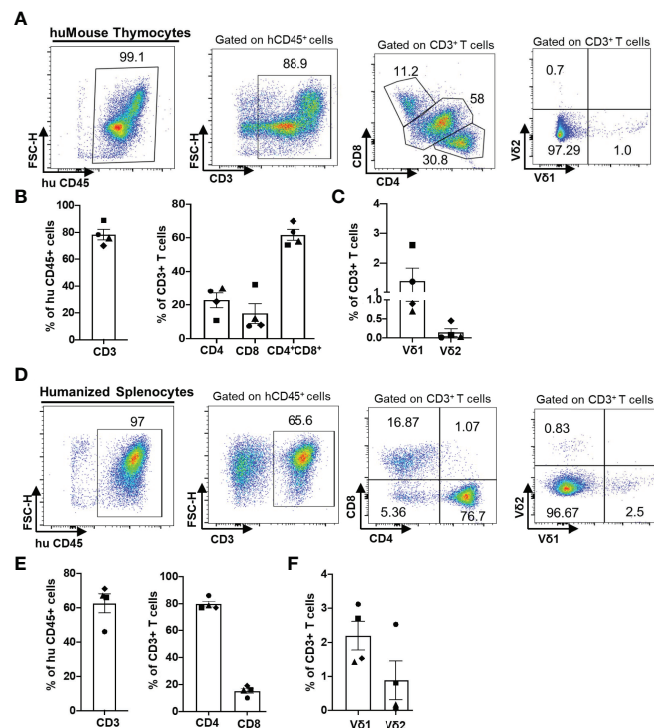 A
huMouse Thymocytes
Gated on hCD45⁺ cells
Gated on CD3⁺ T cells
Gated on CD3⁺ T cells
99.1
FSC-H
hu CD45
88.9
FSC-H
CD3
11.2
58
30.8
CD8
CD4
0.7
97.29
1.0
Vδ2
Vδ1
B
% of hu CD45+ cells
100
80
60
40
20
0
CD3
% of CD3+ T cells
80
60
40
20
0
CD4 CD8 CD4⁺CD8⁺
C
% of CD3+ T cells
4
3
2
1
1.0
0.5
0.0
Vδ1 Vδ2
D
Humanized Splenocytes
Gated on hCD45⁺ cells
Gated on CD3⁺ T cells
Gated on CD3⁺ T cells
97
FSC-H
hu CD45
65.6
FSC-H
CD3
16.87
1.07
5.36
76.7
CD8
CD4
0.83
96.67
2.5
Vδ2
Vδ1
E
% of hu CD45+ cells
80
60
40
20
0
CD3
% of CD3+ T cells
100
80
60
40
20
0
CD4 CD8
F
% of CD3+ T cells
4
3
2
1
0
Vδ1 Vδ2